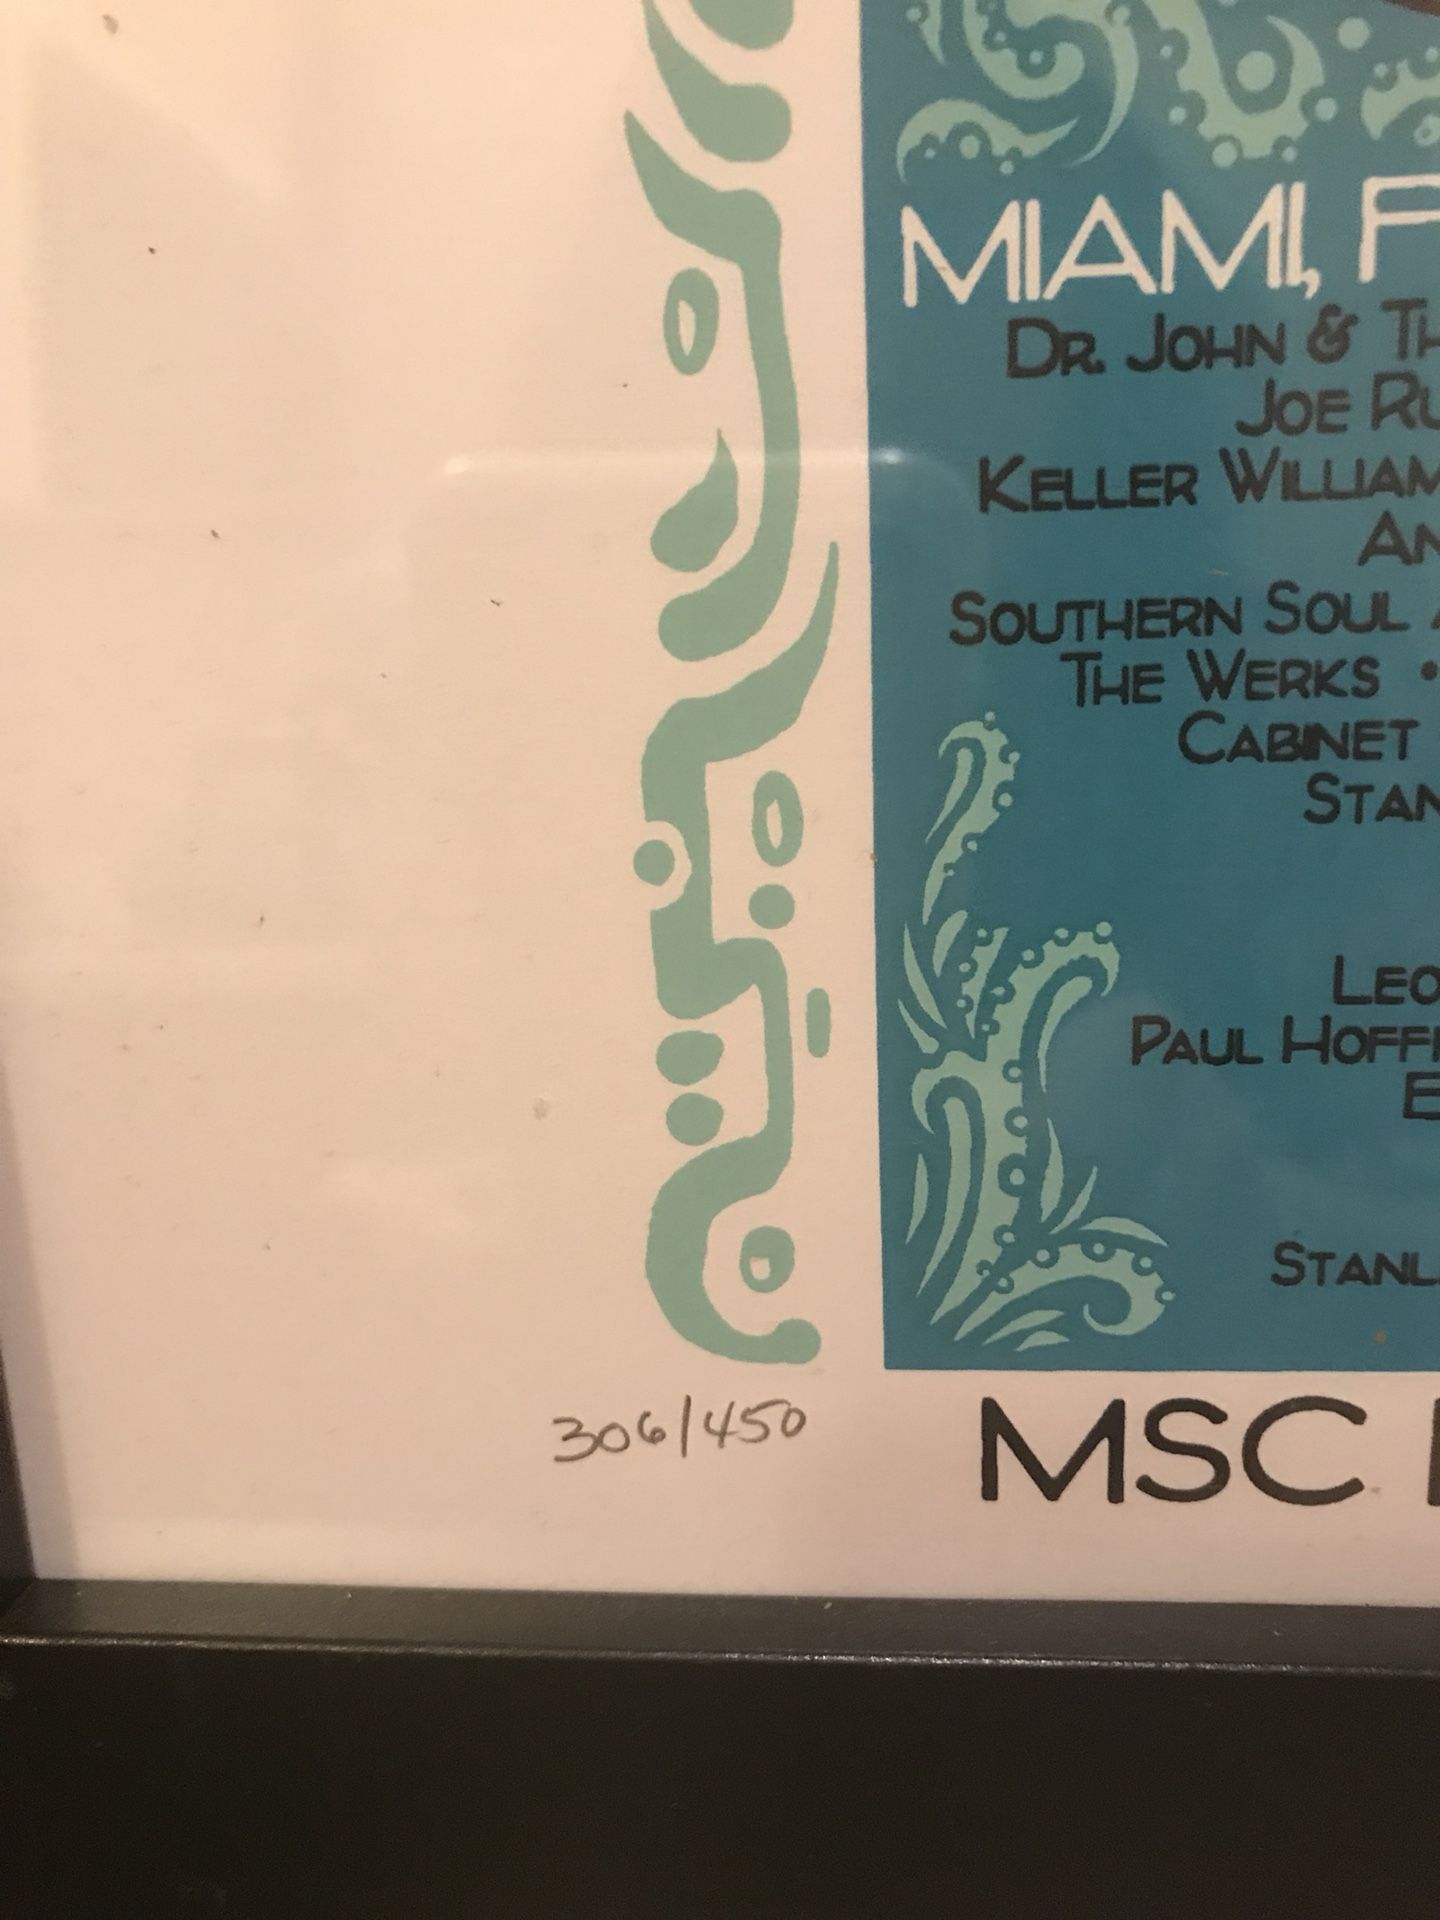 MIAMI, F
DR. JOHN & TH
JOE RU
KELLER WILLIAM
AN
SOUTHERN SOUL A
THE WERKS •
CABINET
STAN
LEO
PAUL HOFF
E
STANL
306/450
MSC